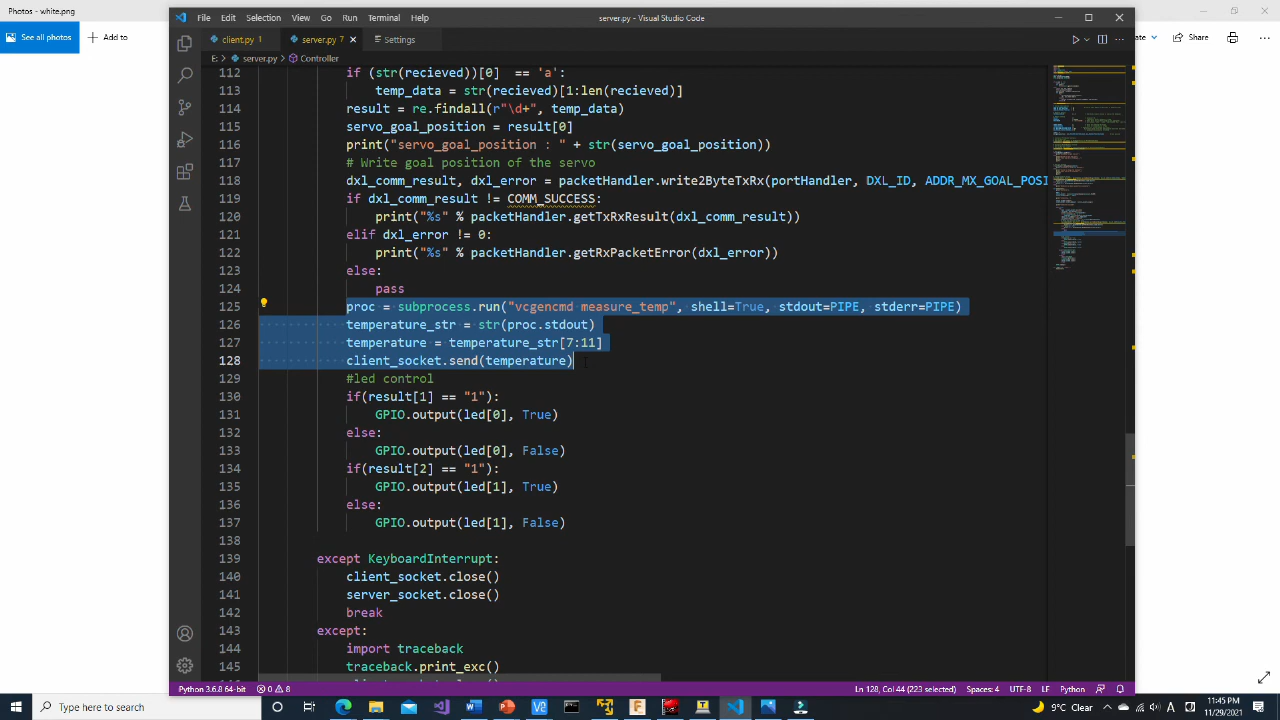 Photos - white.png
See all photos
Add to
Share
File Edit Selection View Go Run Terminal Help
server.py - Visual Studio Code
client.py 1
server.py 7
Settings
E: > server.py > Controller
112 if (str(recieved))[0] == 'a':
113 temp_data = str(recieved)[1:len(recieved)]
114 result = re.findall(r"\d+", temp_data)
115 servo_goal_position = result[0]
116 print("servo_goal_position : " + str(servo_goal_position))
117 #Write goal position of the servo
118 dxl_comm_result, dxl_error = packetHandler.write2ByteTxRx(portHandler, DXL_ID, ADDR_MX_GOAL_POSI
119 if dxl_comm_result != COMM_SUCCESS:
120 print("%s" % packetHandler.getTxRxResult(dxl_comm_result))
121 elif dxl_error != 0:
122 print("%s" % packetHandler.getRxPacketError(dxl_error))
123 else:
124 pass
125 proc = subprocess.run("vcgencmd measure_temp", shell=True, stdout=PIPE, stderr=PIPE)
126 temperature_str = str(proc.stdout)
127 temperature = temperature_str[7:11]
128 client_socket.send(temperature)
129 #led control
130 if(result[1] == "1"):
131 GPIO.output(led[0], True)
132 else:
133 GPIO.output(led[0], False)
134 if(result[2] == "1"):
135 GPIO.output(led[1], True)
136 else:
137 GPIO.output(led[1], False)
138
139 except KeyboardInterrupt:
140 client_socket.close()
141 server_socket.close()
142 break
143 except:
144 import traceback
145 traceback.print_exc()
Python 3.6.8 64-bit
0 8
Ln 128, Col 44 (223 selected)
Spaces: 4
UTF-8
LF
Python
Type here to search
9°C Clear
A
11:45 PM
11/29/2021